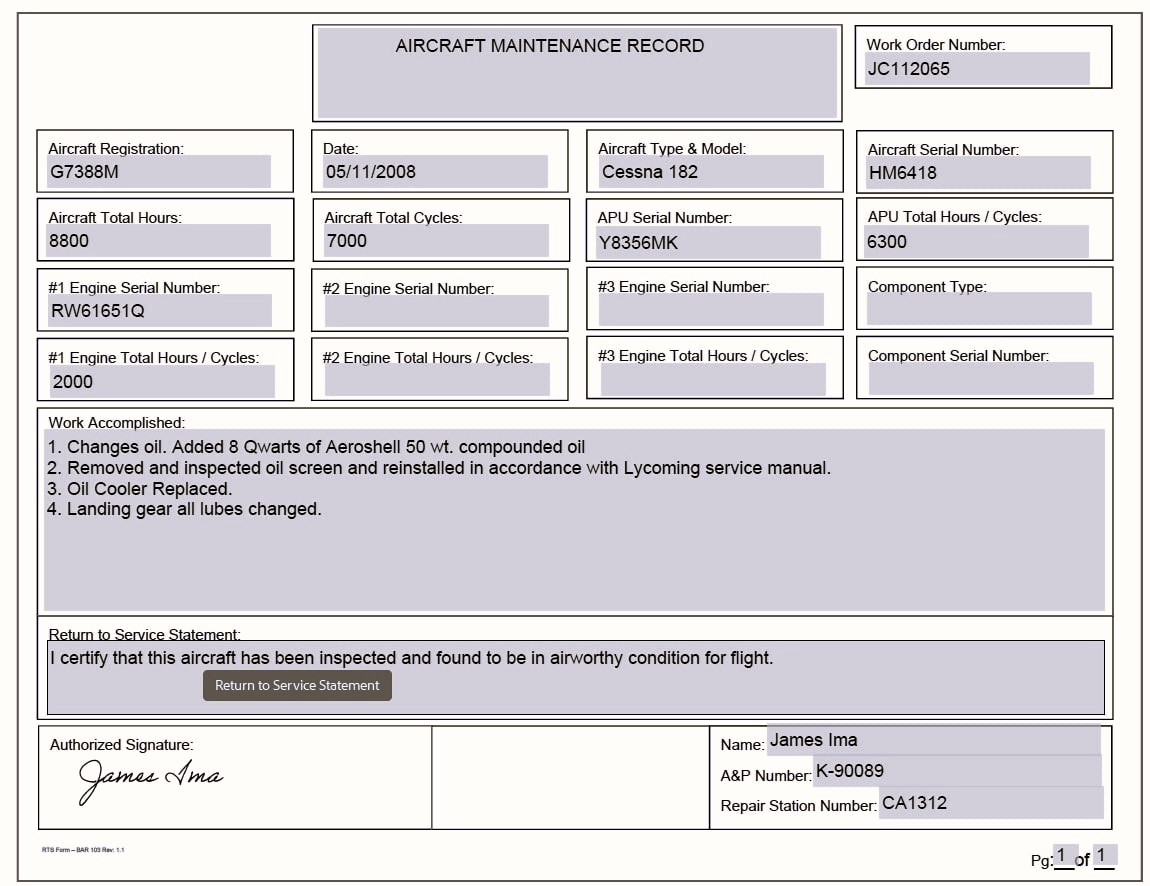 AIRCRAFT MAINTENANCE RECORD
Work Order Number:
JC112065
Aircraft Registration:
G7388M
Date:
05/11/2008
Aircraft Type & Model:
Cessna 182
Aircraft Serial Number:
HM6418
Aircraft Total Hours:
8800
Aircraft Total Cycles:
7000
APU Serial Number:
Y8356MK
APU Total Hours / Cycles:
6300
#1 Engine Serial Number:
RW61651Q
#2 Engine Serial Number:
#3 Engine Serial Number:
Component Type:
#1 Engine Total Hours / Cycles:
2000
#2 Engine Total Hours / Cycles:
#3 Engine Total Hours / Cycles:
Component Serial Number:
Work Accomplished:
1. Changes oil. Added 8 Qwarts of Aeroshell 50 wt. compounded oil
2. Removed and inspected oil screen and reinstalled in accordance with Lycoming service manual.
3. Oil Cooler Replaced.
4. Landing gear all lubes changed.
Return to Service Statement:
I certify that this aircraft has been inspected and found to be in airworthy condition for flight.
Return to Service Statement
Authorized Signature:
James Ima
Name: James Ima
A&P Number: K-90089
Repair Station Number: CA1312
RTS Form – BAR 103 Rev: 1.1
Pg: 1 of 1